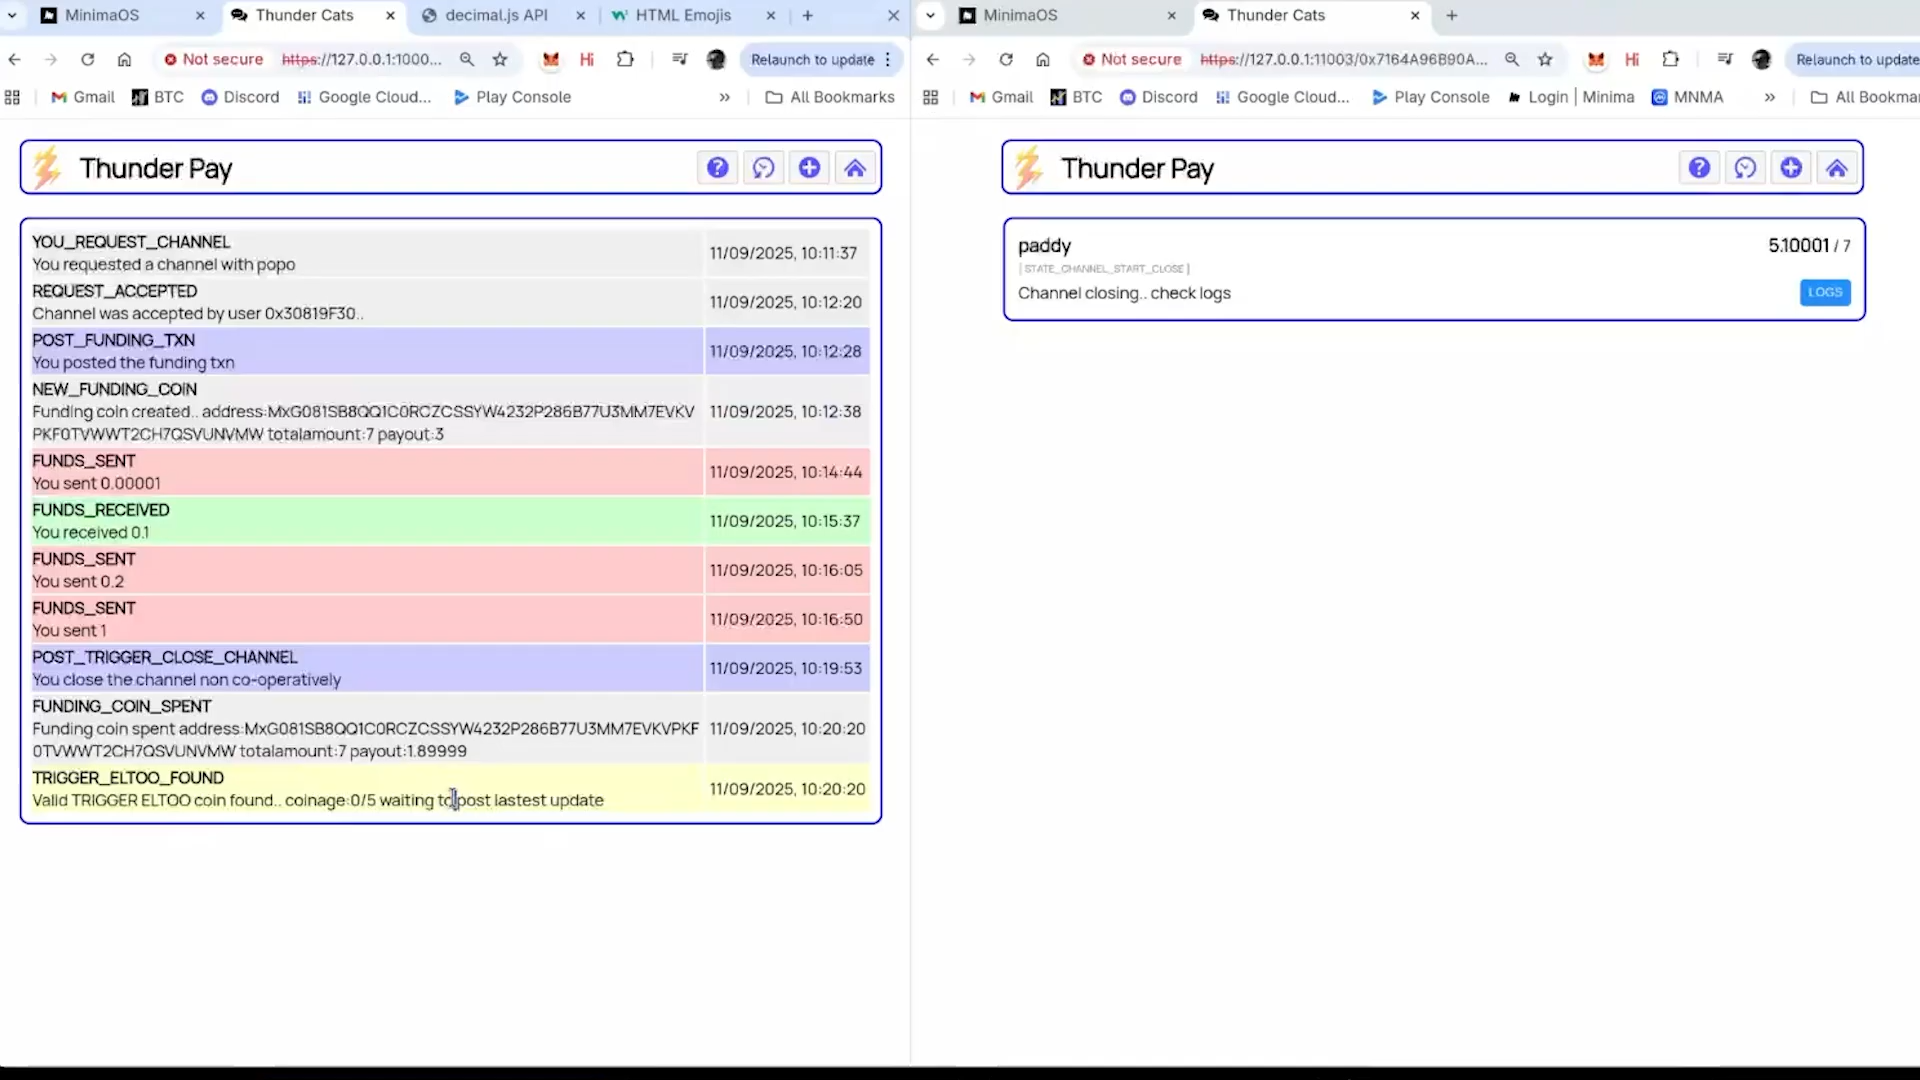 MinimaOS
Thunder Cats
decimal.js API
HTML Emojis
Not secure
https://127.0.0.1:1000...
Hi
Relaunch to update
Gmail
BTC
Discord
Google Cloud...
Play Console
»
All Bookmarks
Thunder Pay
YOU_REQUEST_CHANNEL
You requested a channel with popo
11/09/2025, 10:11:37
REQUEST_ACCEPTED
Channel was accepted by user 0x30819F30..
11/09/2025, 10:12:20
POST_FUNDING_TXN
You posted the funding txn
11/09/2025, 10:12:28
NEW_FUNDING_COIN
Funding coin created.. address:MxG081SB8QQ1C0RCZCSSYW4232P286B77U3MM7EVKV
PKF0TVWWT2CH7QSVUNVMW totalamount:7 payout:3
11/09/2025, 10:12:38
FUNDS_SENT
You sent 0.00001
11/09/2025, 10:14:44
FUNDS_RECEIVED
You received 0.1
11/09/2025, 10:15:37
FUNDS_SENT
You sent 0.2
11/09/2025, 10:16:05
FUNDS_SENT
You sent 1
11/09/2025, 10:16:50
POST_TRIGGER_CLOSE_CHANNEL
You close the channel non co-operatively
11/09/2025, 10:19:53
FUNDING_COIN_SPENT
Funding coin spent address:MxG081SB8QQ1C0RCZCSSYW4232P286B77U3MM7EVKVPKF
0TVWWT2CH7QSVUNVMW totalamount:7 payout:1.89999
11/09/2025, 10:20:20
TRIGGER_ELTOO_FOUND
Valid TRIGGER ELTOO coin found.. coinage:0/5 waiting to post lastest update
11/09/2025, 10:20:20
MinimaOS
Thunder Cats
Not secure
https://127.0.0.1:11003/0x7164A96B90A...
Hi
Relaunch to update
Gmail
BTC
Discord
Google Cloud...
Play Console
Login | Minima
MNMA
»
All Bookma
Thunder Pay
paddy
5.10001 / 7
[ STATE_CHANNEL_START_CLOSE ]
Channel closing.. check logs
LOGS